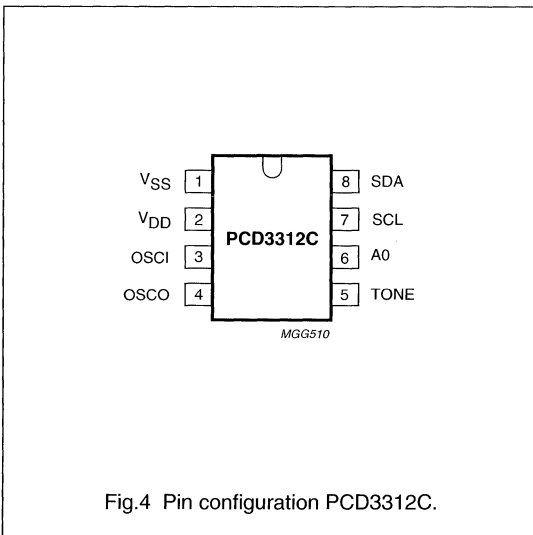 VSS 1 8 SDA
VDD 2 7 SCL
PCD3312C
OSCI 3 6 A0
OSCO 4 5 TONE
MGG510
Fig.4 Pin configuration PCD3312C.